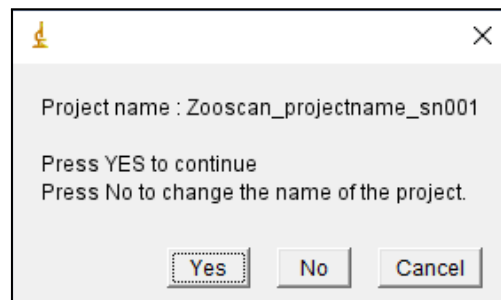 Project name : Zooscan_projectname_sn001
Press YES to continue
Press No to change the name of the project.
Yes No Cancel